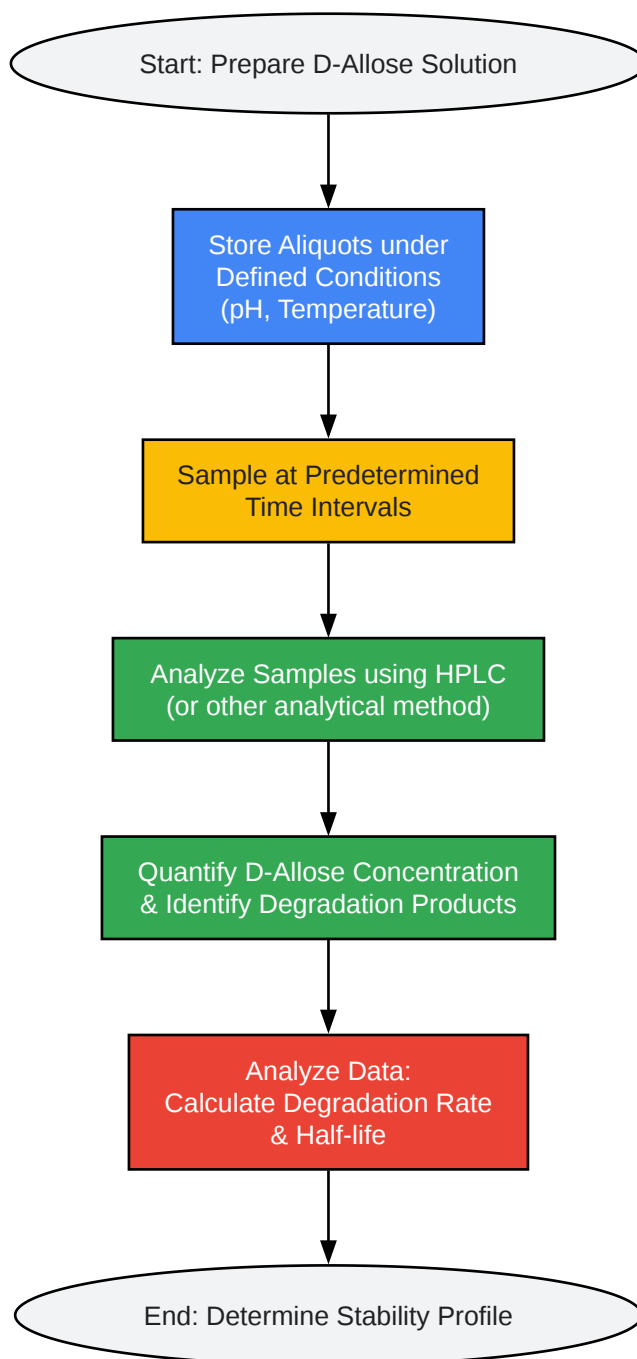 Start: Prepare D-Allose Solution
Store Aliquots under
Defined Conditions
(pH, Temperature)
Sample at Predetermined
Time Intervals
Analyze Samples using HPLC
(or other analytical method)
Quantify D-Allose Concentration
& Identify Degradation Products
Analyze Data:
Calculate Degradation Rate
& Half-life
End: Determine Stability Profile